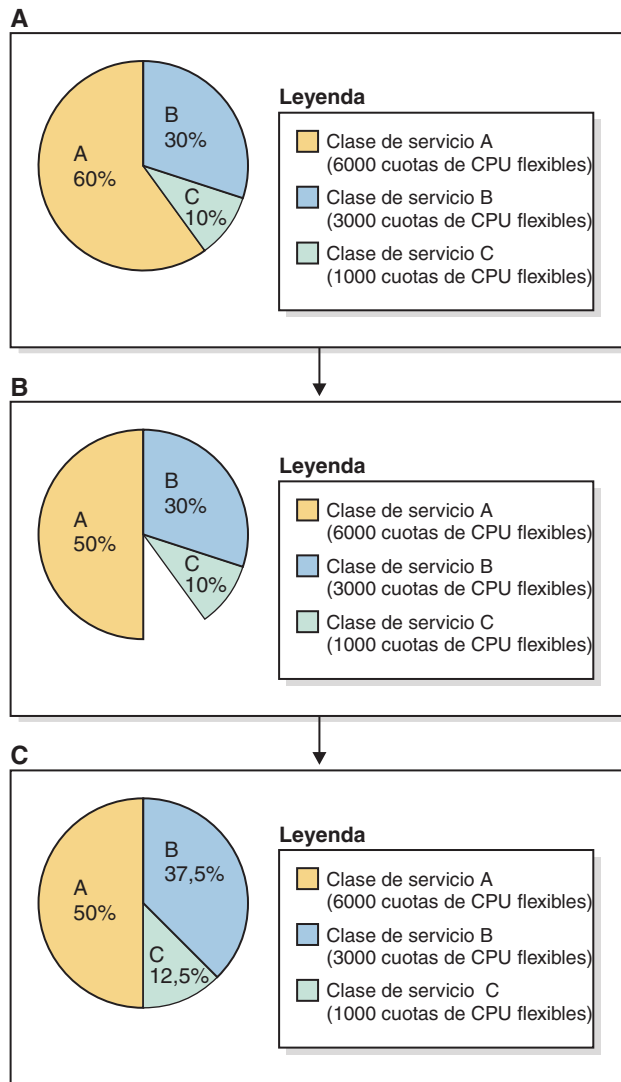 A
A
60%
B
30%
C
10%
Leyenda
Clase de servicio A
(6000 cuotas de CPU flexibles)
Clase de servicio B
(3000 cuotas de CPU flexibles)
Clase de servicio C
(1000 cuotas de CPU flexibles)
B
A
50%
B
30%
C
10%
Leyenda
Clase de servicio A
(6000 cuotas de CPU flexibles)
Clase de servicio B
(3000 cuotas de CPU flexibles)
Clase de servicio C
(1000 cuotas de CPU flexibles)
C
A
50%
B
37,5%
C
12,5%
Leyenda
Clase de servicio A
(6000 cuotas de CPU flexibles)
Clase de servicio B
(3000 cuotas de CPU flexibles)
Clase de servicio C
(1000 cuotas de CPU flexibles)